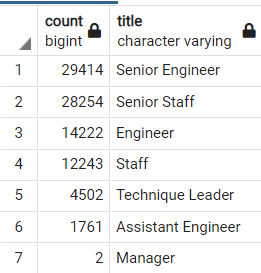 count title
bigint character varying
1 29414 Senior Engineer
2 28254 Senior Staff
3 14222 Engineer
4 12243 Staff
5 4502 Technique Leader
6 1761 Assistant Engineer
7 2 Manager